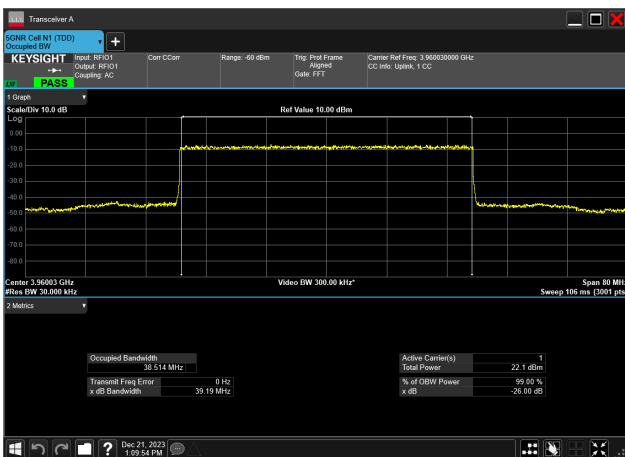 Transceiver A
5GNR Cell N1 (TDD)
Occupied BW
KEYSIGHT
PASS
Input: RFIO1
Output: RFIO1
Coupling: AC
Corr CCorr
Range: -60 dBm
Trig: Prot Frame
Aligned
Gate: FFT
Carrier Ref Freq: 3.960030000 GHz
CC Info: Uplink, 1 CC
1 Graph
Scale/Div 10.0 dB
Ref Value 10.00 dBm
Log
0.00
-10.0
-20.0
-30.0
-40.0
-50.0
-60.0
-70.0
-80.0
Center 3.96003 GHz
Video BW 300.00 kHz*
Span 80 MHz
#Res BW 30.000 kHz
Sweep 106 ms (3001 pts
2 Metrics
Occupied Bandwidth
38.514 MHz
Transmit Freq Error 0 Hz
x dB Bandwidth 39.19 MHz
Active Carrier(s) 1
Total Power 22.1 dBm
% of OBW Power 99.00 %
x dB -26.00 dB
Dec 21, 2023
1:09:54 PM